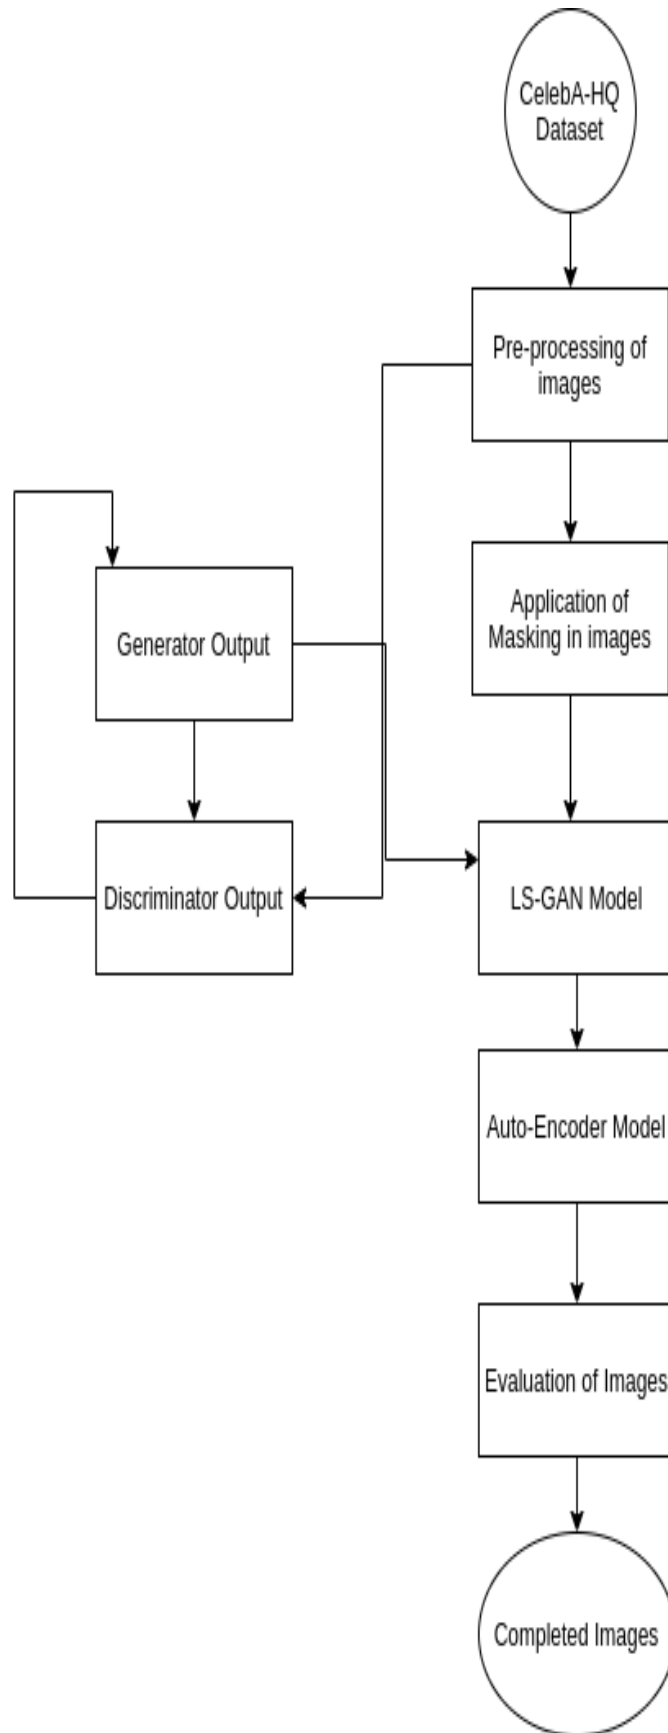 CelebA-HQ
Dataset
Pre-processing of
images
Application of
Masking in images
Generator Output
Discriminator Output
LS-GAN Model
Auto-Encoder Model
Evaluation of Images
Completed Images